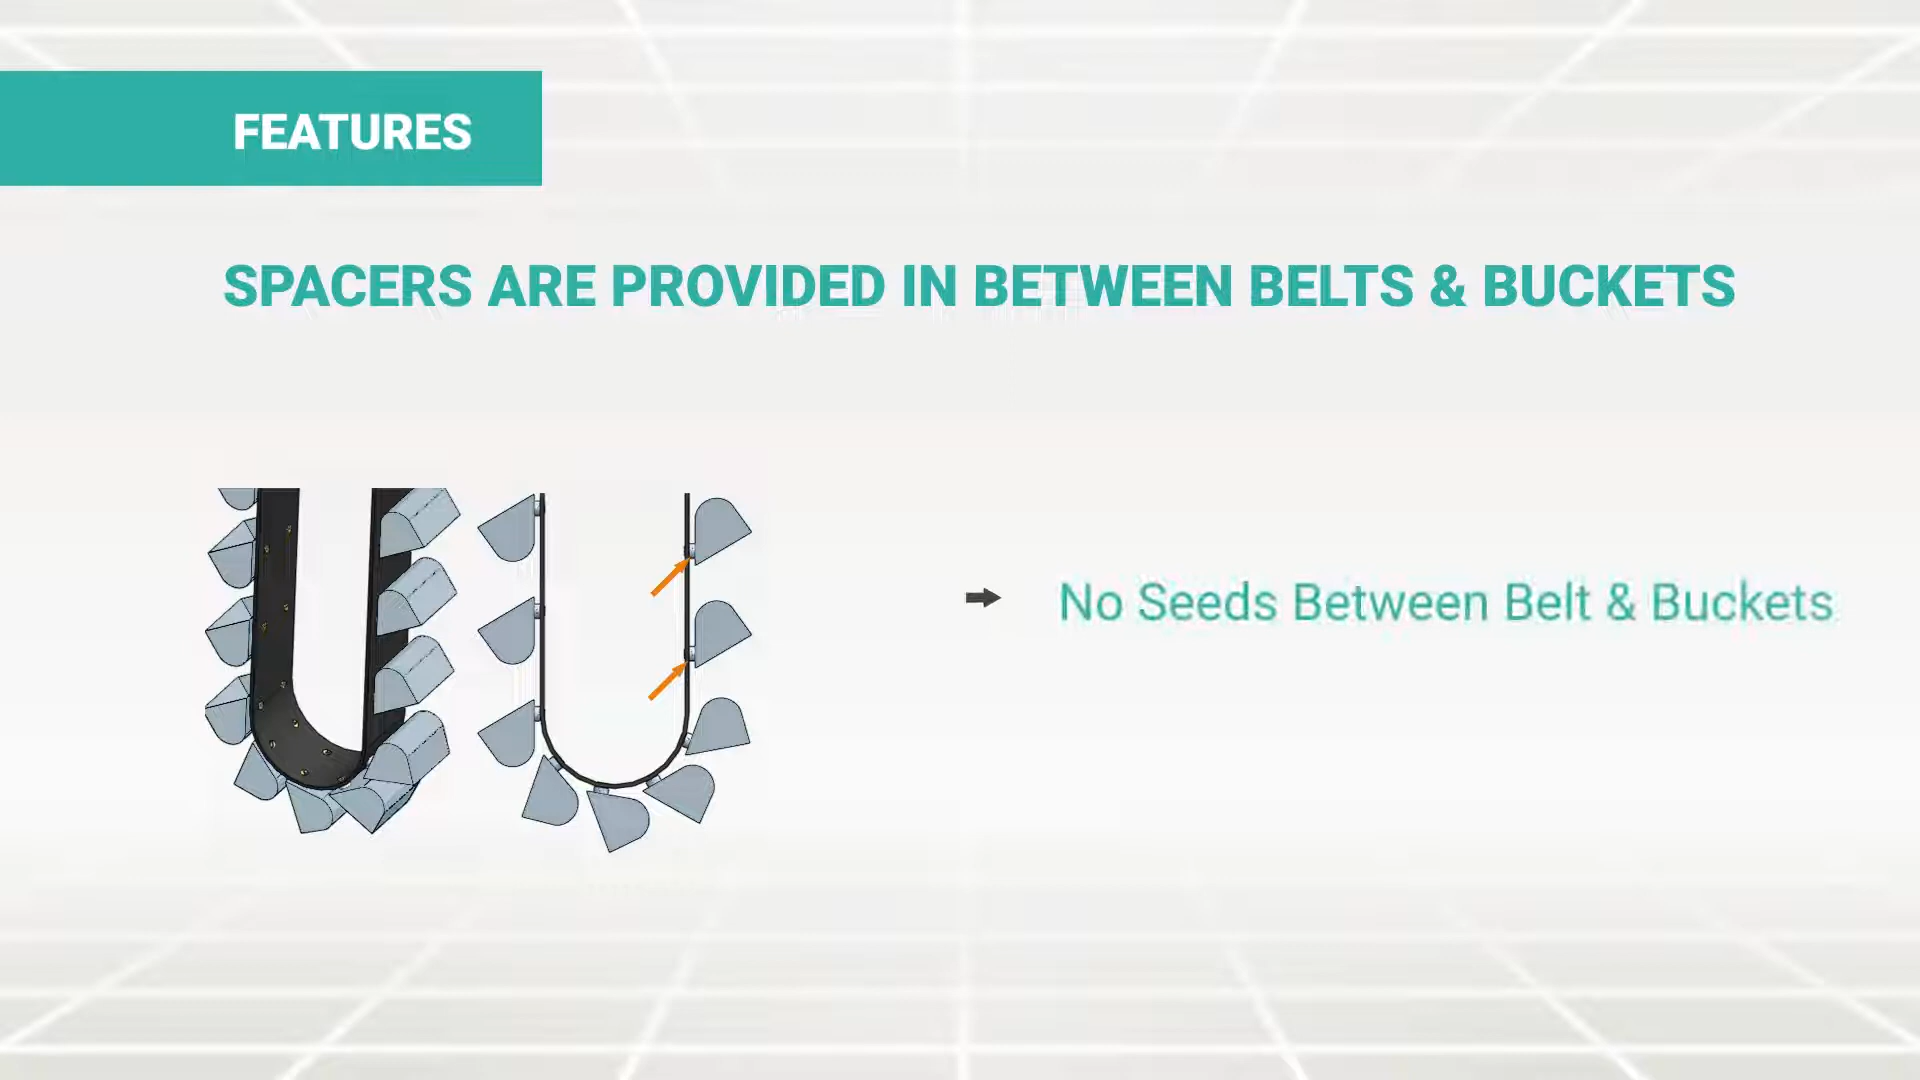 FEATURES
SPACERS ARE PROVIDED IN BETWEEN BELTS & BUCKETS
No Seeds Between Belt & Buckets